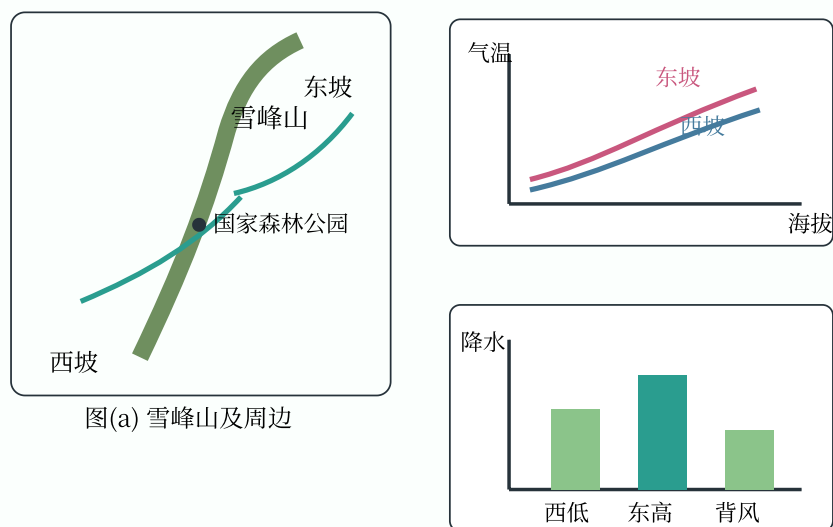 东坡
雪峰山
国家森林公园
西坡
图(a) 雪峰山及周边
气温
东坡
西坡
海拔
降水
西低
东高
背风